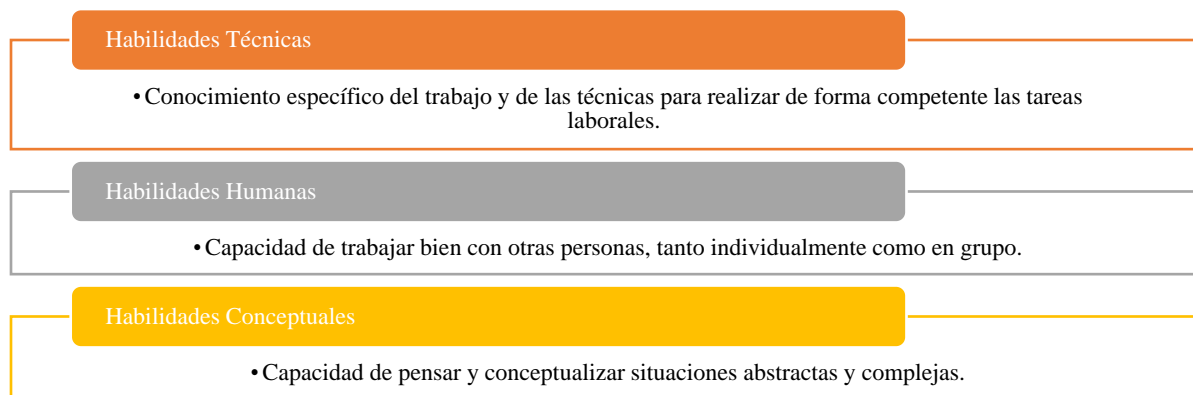 Habilidades Técnicas
•Conocimiento específico del trabajo y de las técnicas para realizar de forma competente las tareas
laborales.
Habilidades Humanas
•Capacidad de trabajar bien con otras personas, tanto individualmente como en grupo.
Habilidades Conceptuales
•Capacidad de pensar y conceptualizar situaciones abstractas y complejas.